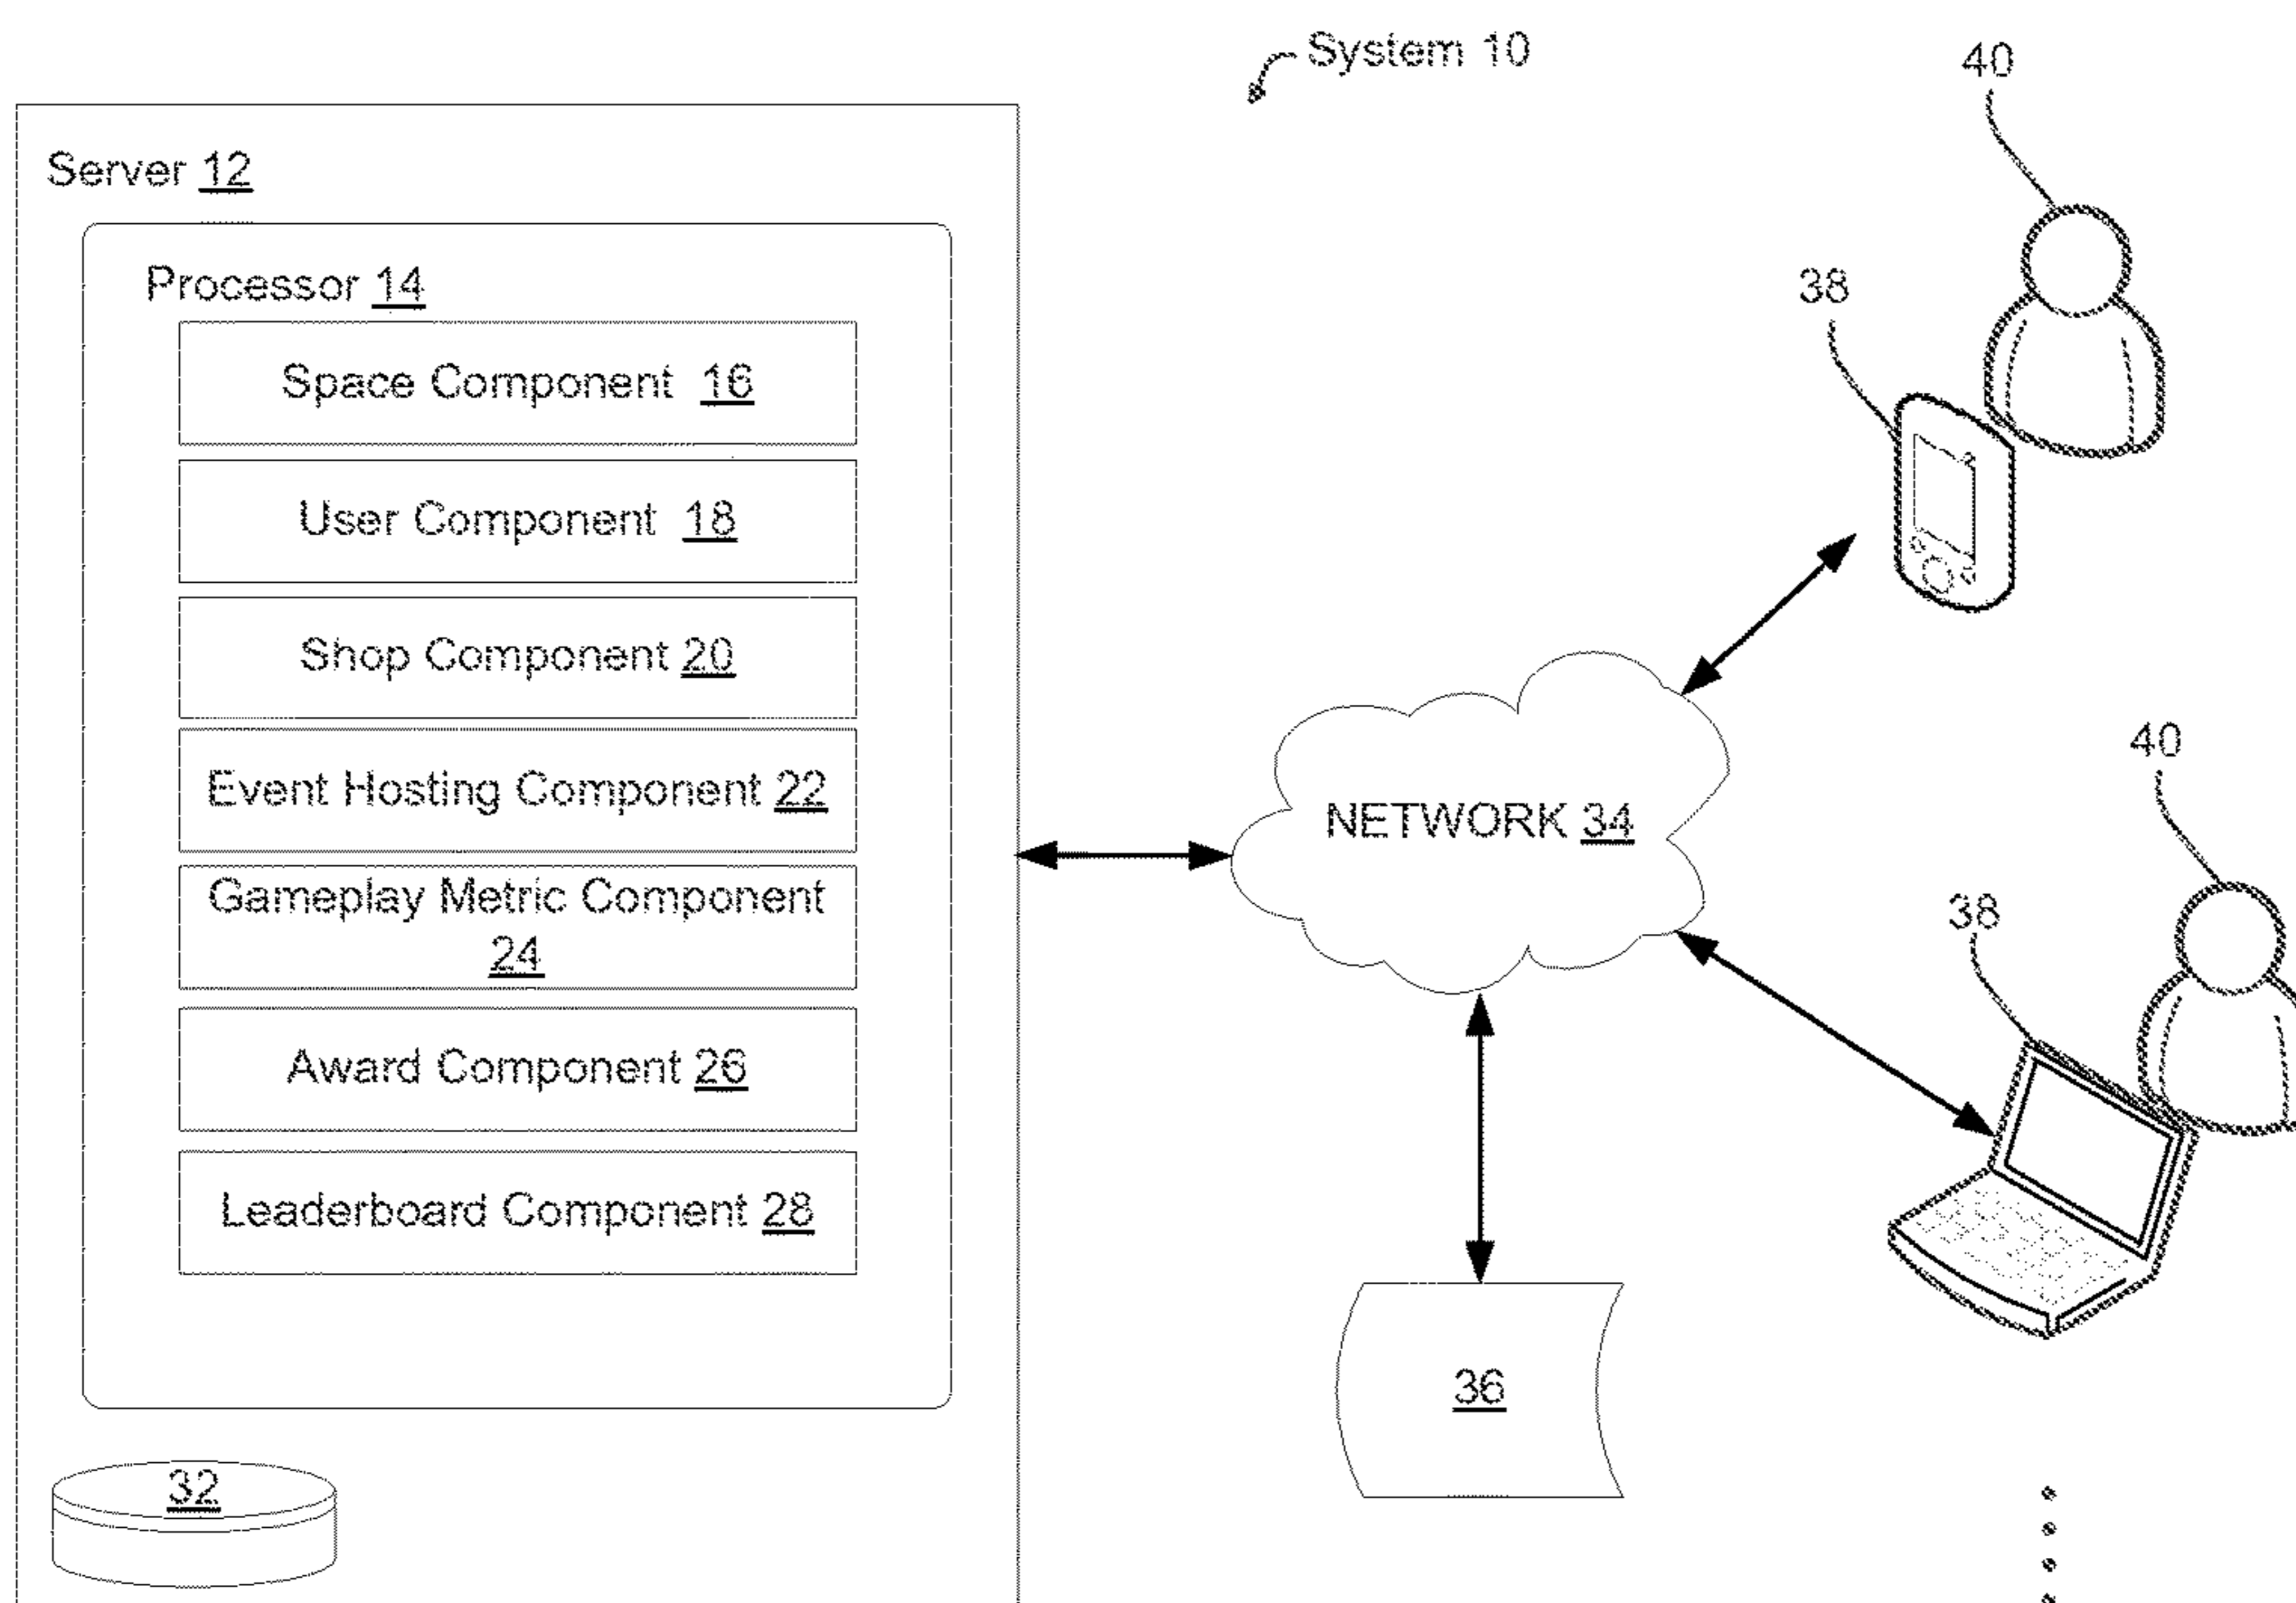 System 10
40
Server 12
Processor 14
38
Space Component 16
User Component 18
Shop Component 20
Event Hosting Component 22
NETWORK 34
40
Gameplay Metric Component
24
38
Award Component 26
Leaderboard Component 28
36
32